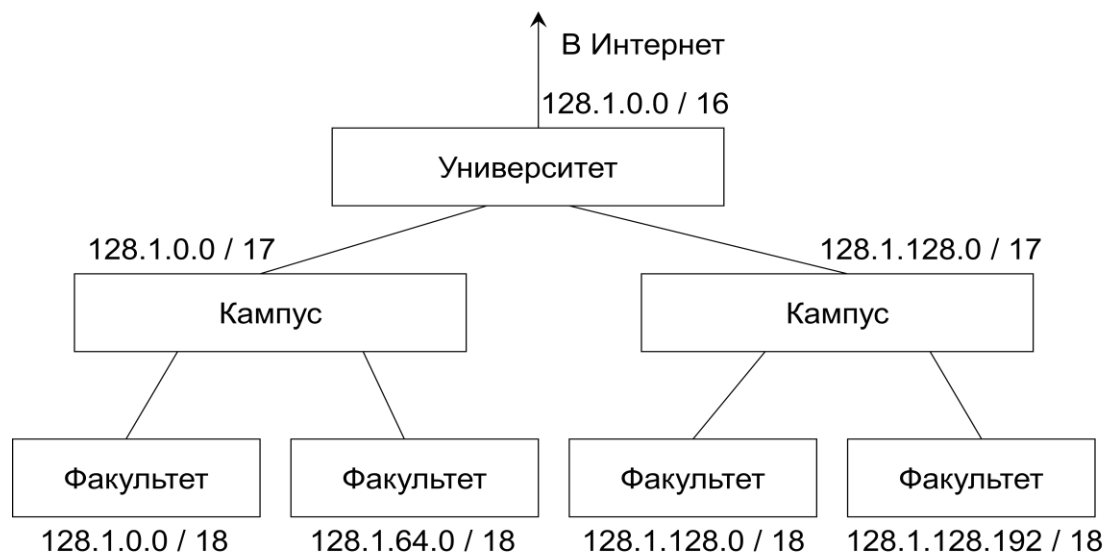 В Интернет
128.1.0.0 / 16
Университет
128.1.0.0 / 17
128.1.128.0 / 17
Кампус
Кампус
Факультет
Факультет
Факультет
Факультет
128.1.0.0 / 18
128.1.64.0 / 18
128.1.128.0 / 18
128.1.128.192 / 18